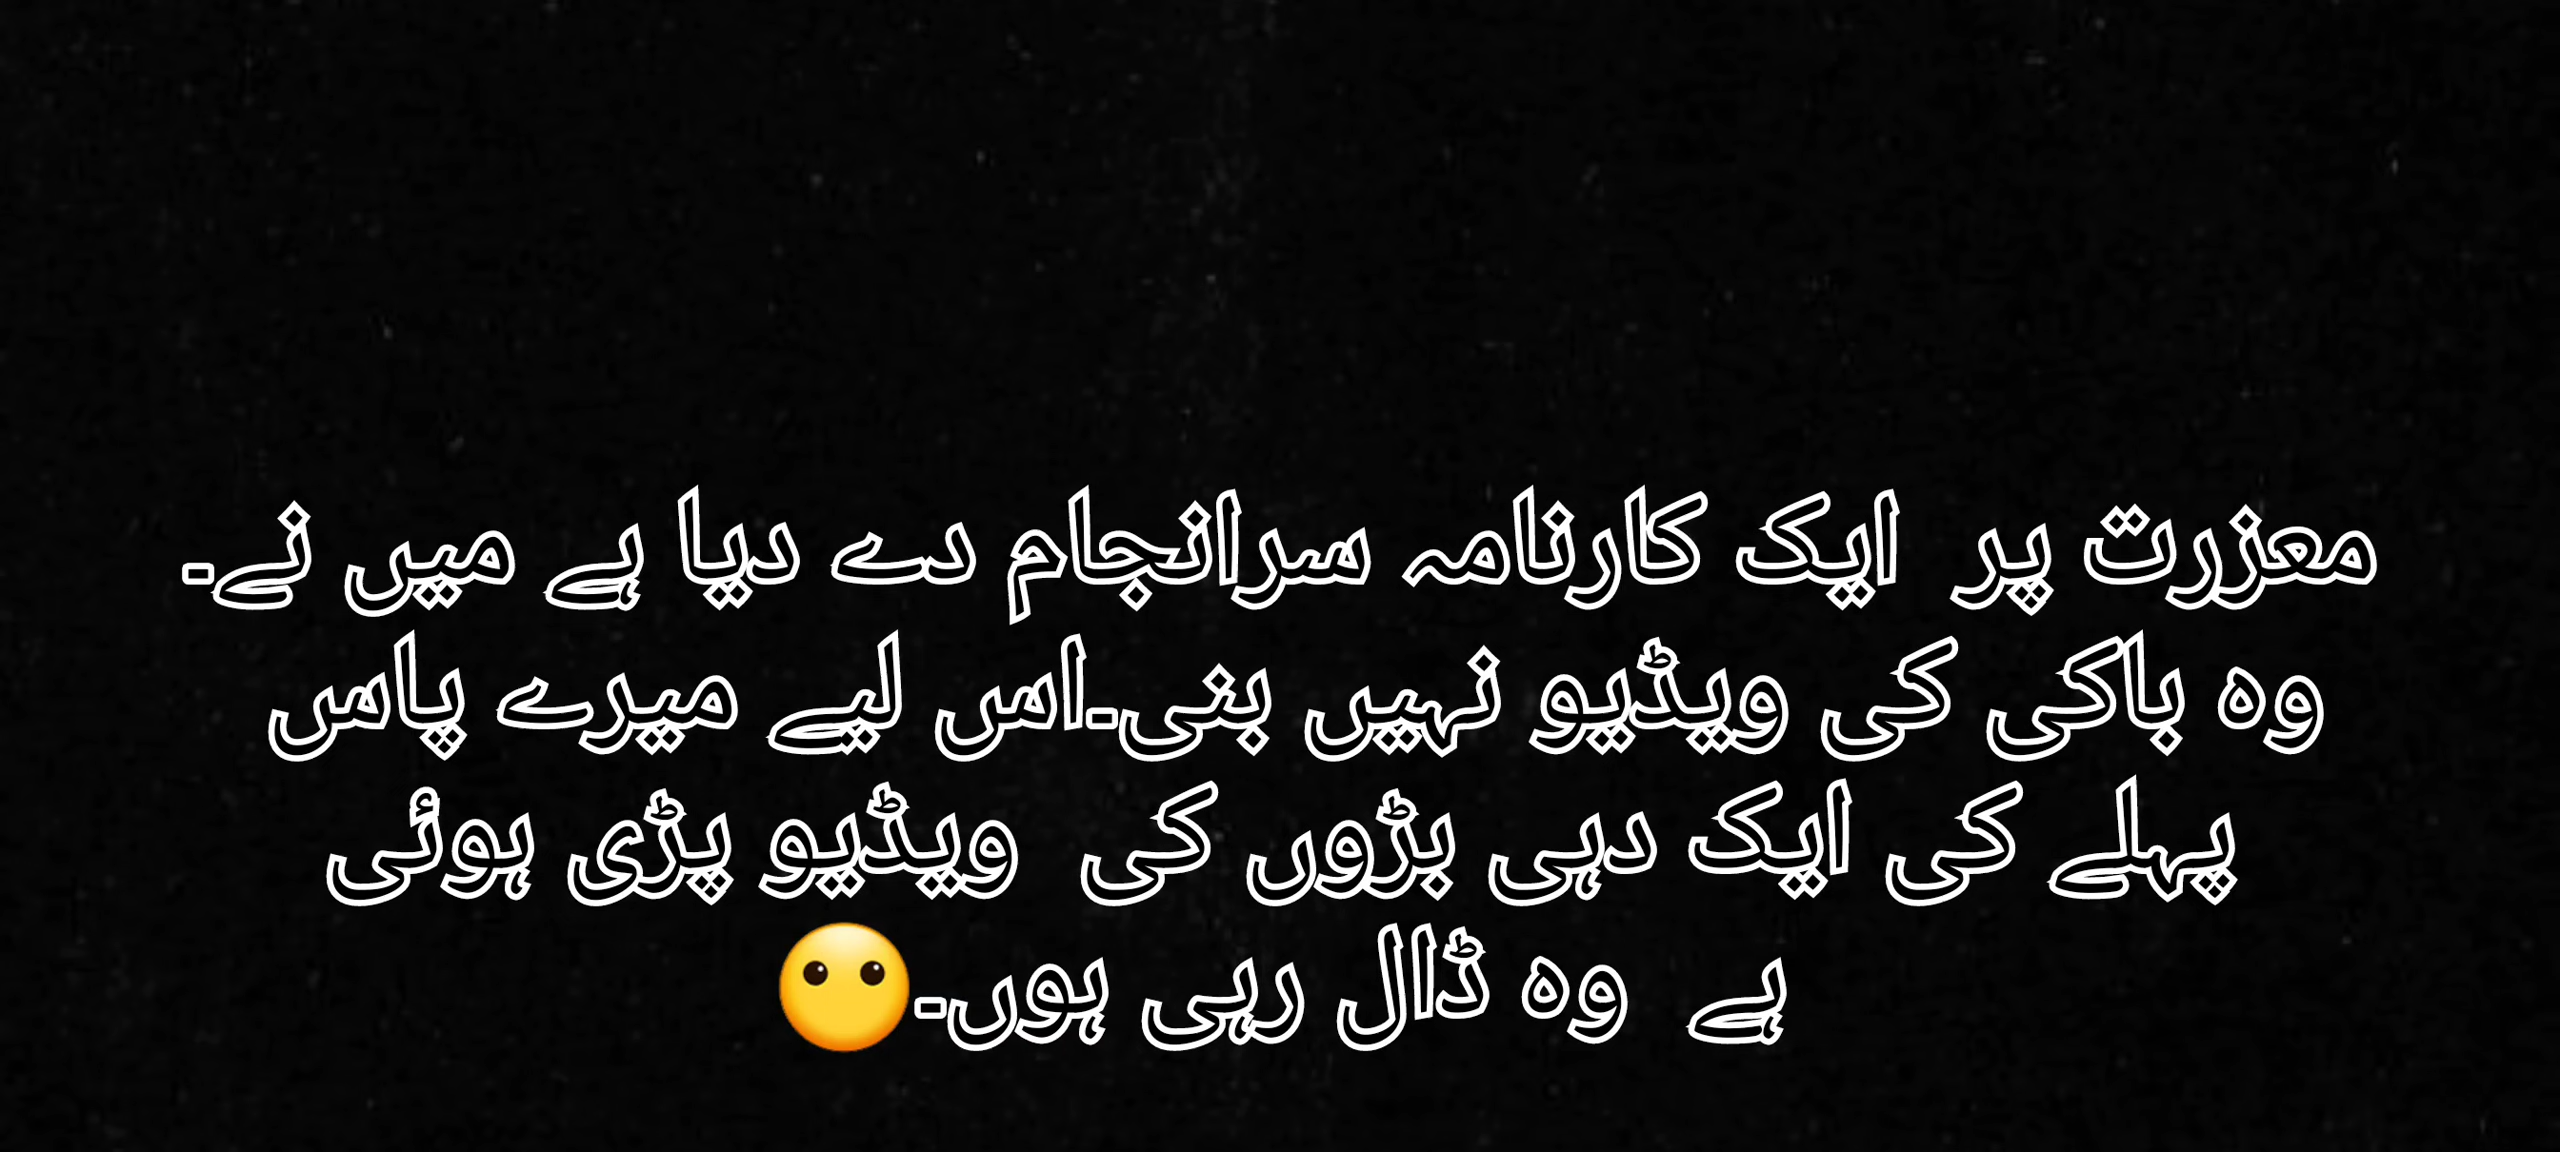 معزرت پر  ایک کارنامہ سرانجام دے دیا ہے میں نے۔
وہ باکی کی ویڈیو نہیں بنی۔اس لیے میرے پاس
پہلے کی ایک دہی بڑوں کی  ویڈیو پڑی ہوئی
ہے  وہ ڈال رہی ہوں۔😶